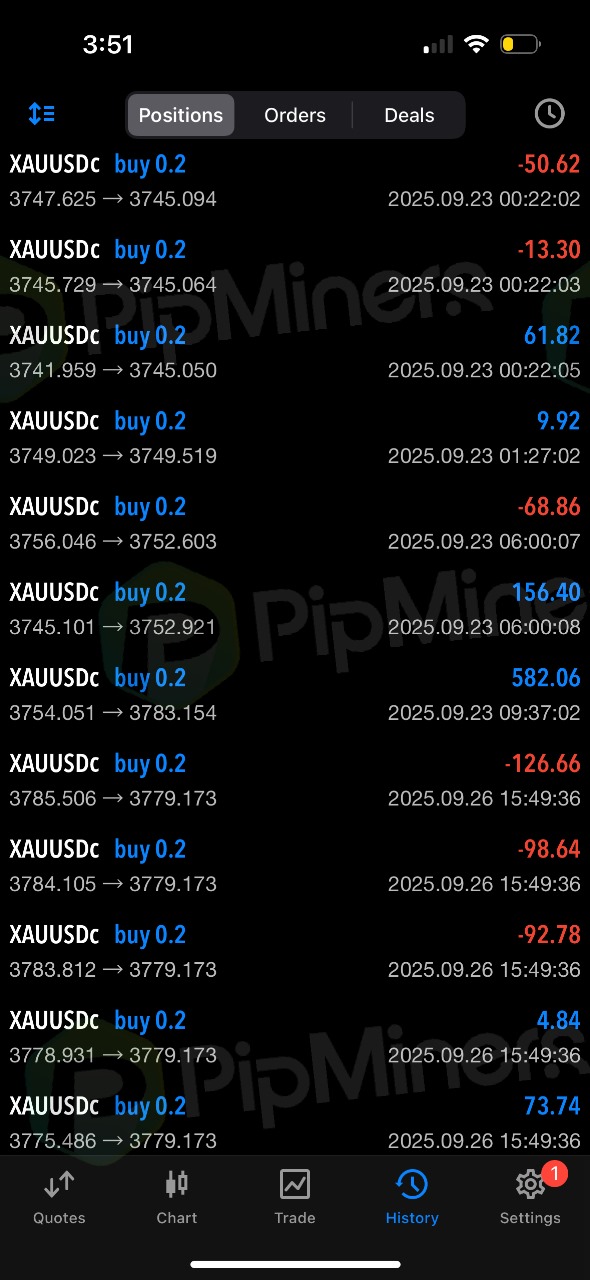 3:51
Positions Orders Deals
XAUUSDc buy 0.2 -50.62
3747.625 → 3745.094 2025.09.23 00:22:02
XAUUSDc buy 0.2 -13.30
3745.729 → 3745.064 2025.09.23 00:22:03
XAUUSDc buy 0.2 61.82
3741.959 → 3745.050 2025.09.23 00:22:05
XAUUSDc buy 0.2 9.92
3749.023 → 3749.519 2025.09.23 01:27:02
XAUUSDc buy 0.2 -68.86
3756.046 → 3752.603 2025.09.23 06:00:07
XAUUSDc buy 0.2 156.40
3745.101 → 3752.921 2025.09.23 06:00:08
XAUUSDc buy 0.2 582.06
3754.051 → 3783.154 2025.09.23 09:37:02
XAUUSDc buy 0.2 -126.66
3785.506 → 3779.173 2025.09.26 15:49:36
XAUUSDc buy 0.2 -98.64
3784.105 → 3779.173 2025.09.26 15:49:36
XAUUSDc buy 0.2 -92.78
3783.812 → 3779.173 2025.09.26 15:49:36
XAUUSDc buy 0.2 4.84
3778.931 → 3779.173 2025.09.26 15:49:36
XAUUSDc buy 0.2 73.74
3775.486 → 3779.173 2025.09.26 15:49:36
PipMiners
PipMine
PipMiners
1
Quotes Chart Trade History Settings